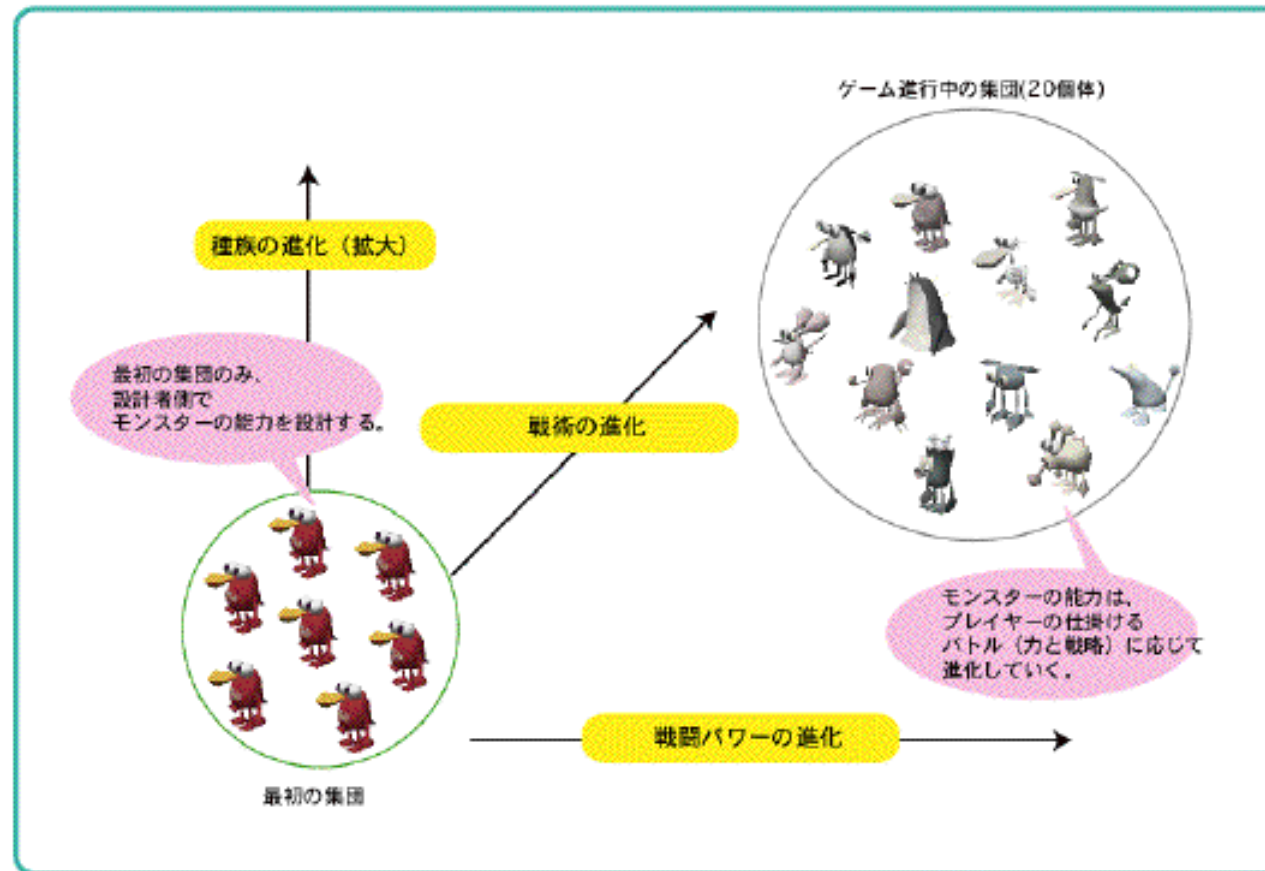 ゲーム進行中の集団(20個体)
種族の進化（拡大）
最初の集団のみ、
設計者側で
モンスターの能力を設計する。
戦術の進化
モンスターの能力は、
プレイヤーの仕掛ける
バトル（力と戦略）に応じて
進化していく。
戦闘パワーの進化
最初の集団